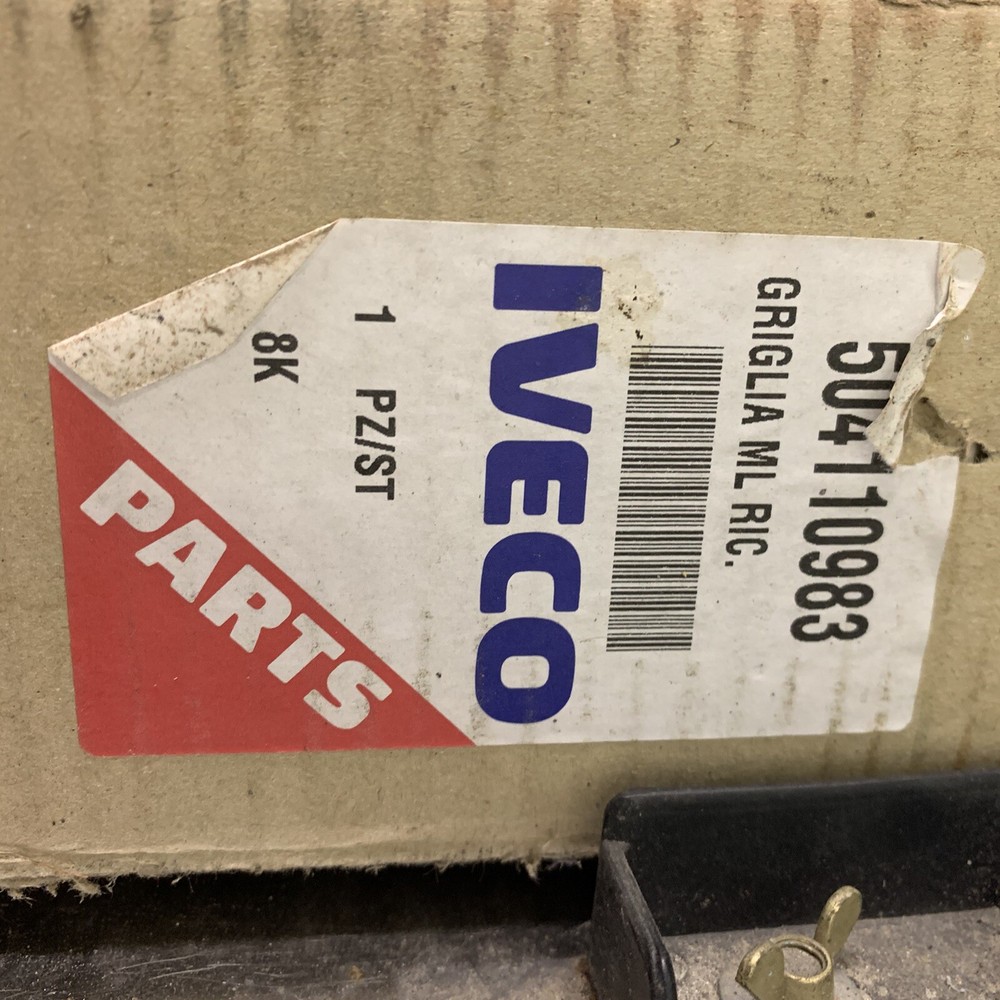 504110983
GRIGLIA ML RIC.
IVECO
1 PZ/ST
8K
PARTS